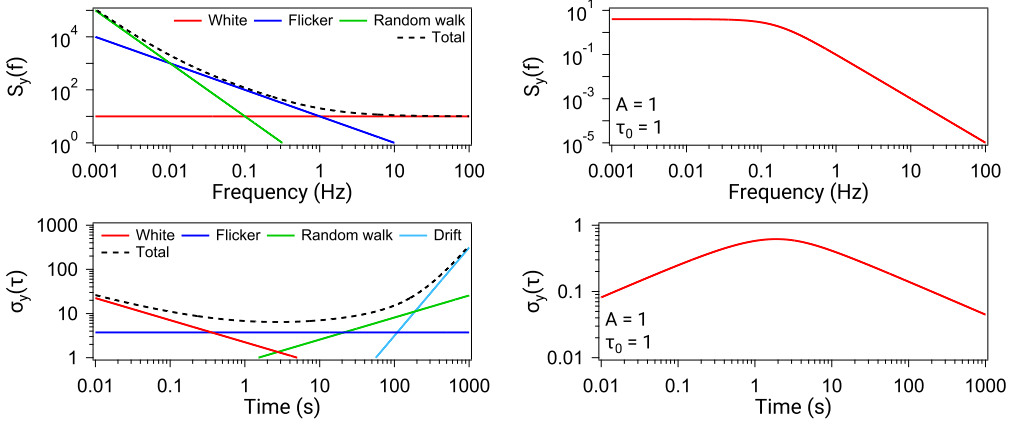 White Flicker Random walk
Total
S_y(f)
10^4
10^2
10^0
0.001 0.01 0.1 1 10 100
Frequency (Hz)
S_y(f)
10^1
10^-1
10^-3
10^-5
A = 1
τ_0 = 1
0.001 0.01 0.1 1 10 100
Frequency (Hz)
White Flicker Random walk Drift
Total
σ_y(τ)
1000
100
10
1
0.01 0.1 1 10 100 1000
Time (s)
σ_y(τ)
1
0.1
0.01
A = 1
τ_0 = 1
0.01 0.1 1 10 100 1000
Time (s)